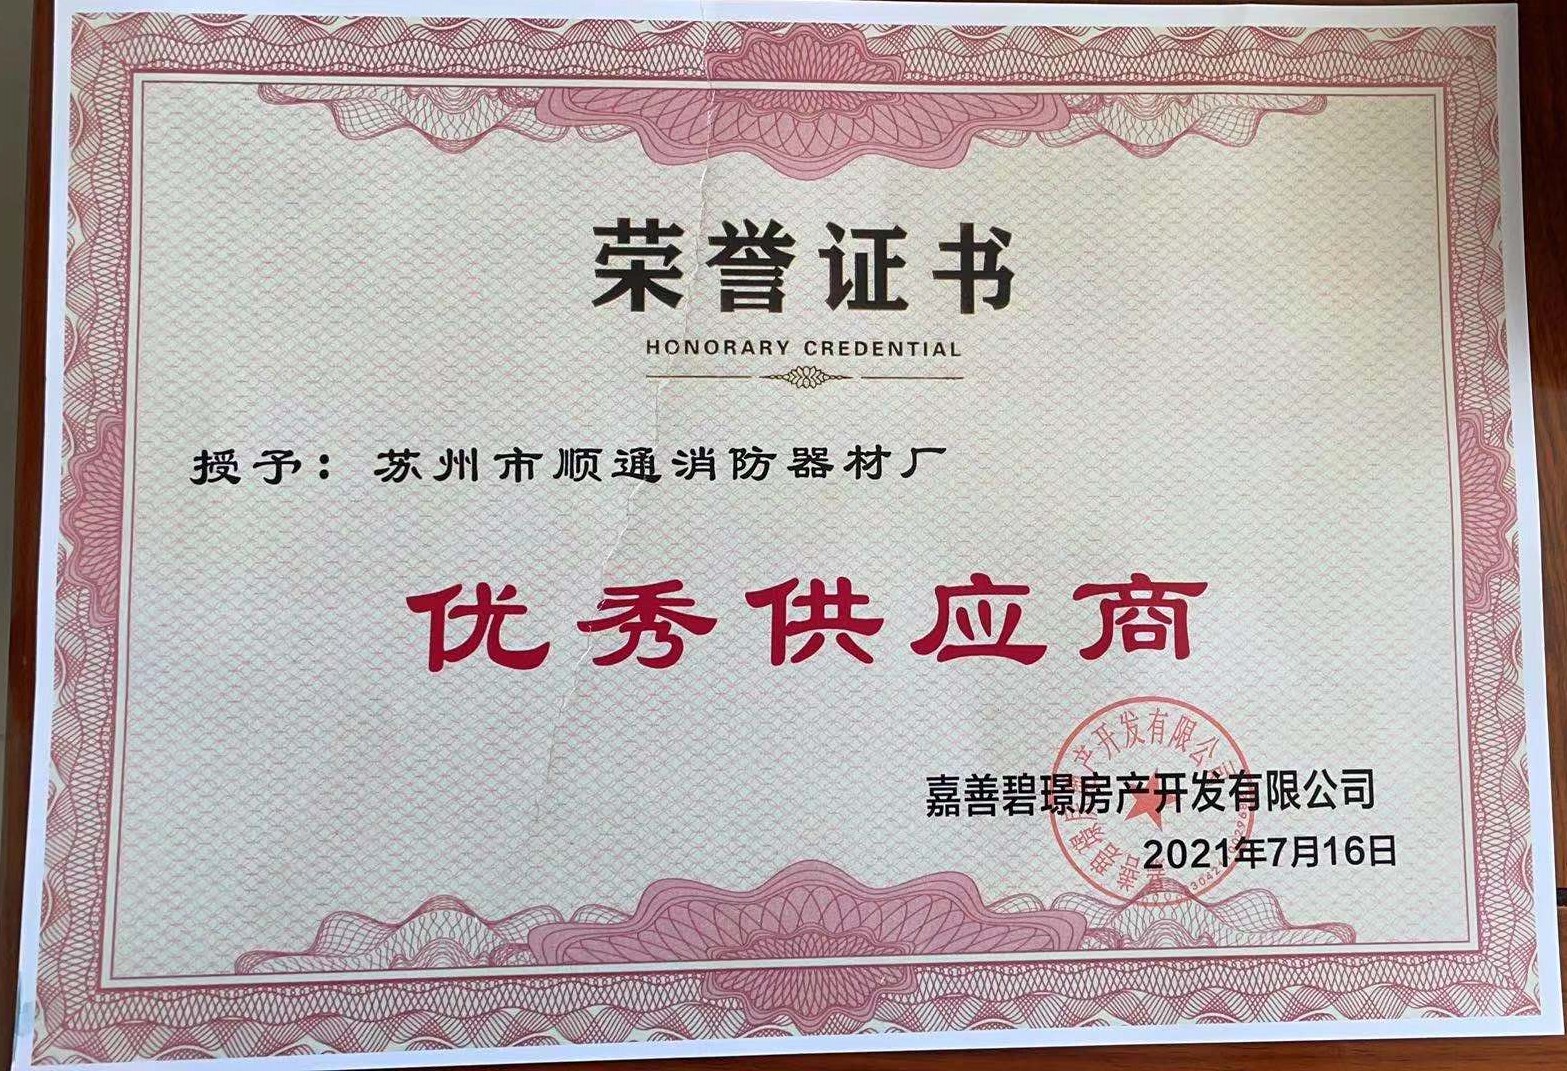 荣誉证书
HONORARY CREDENTIAL
授予：苏州市顺通消防器材厂
优秀供应商
嘉善碧璟房产开发有限公司
2021年7月16日